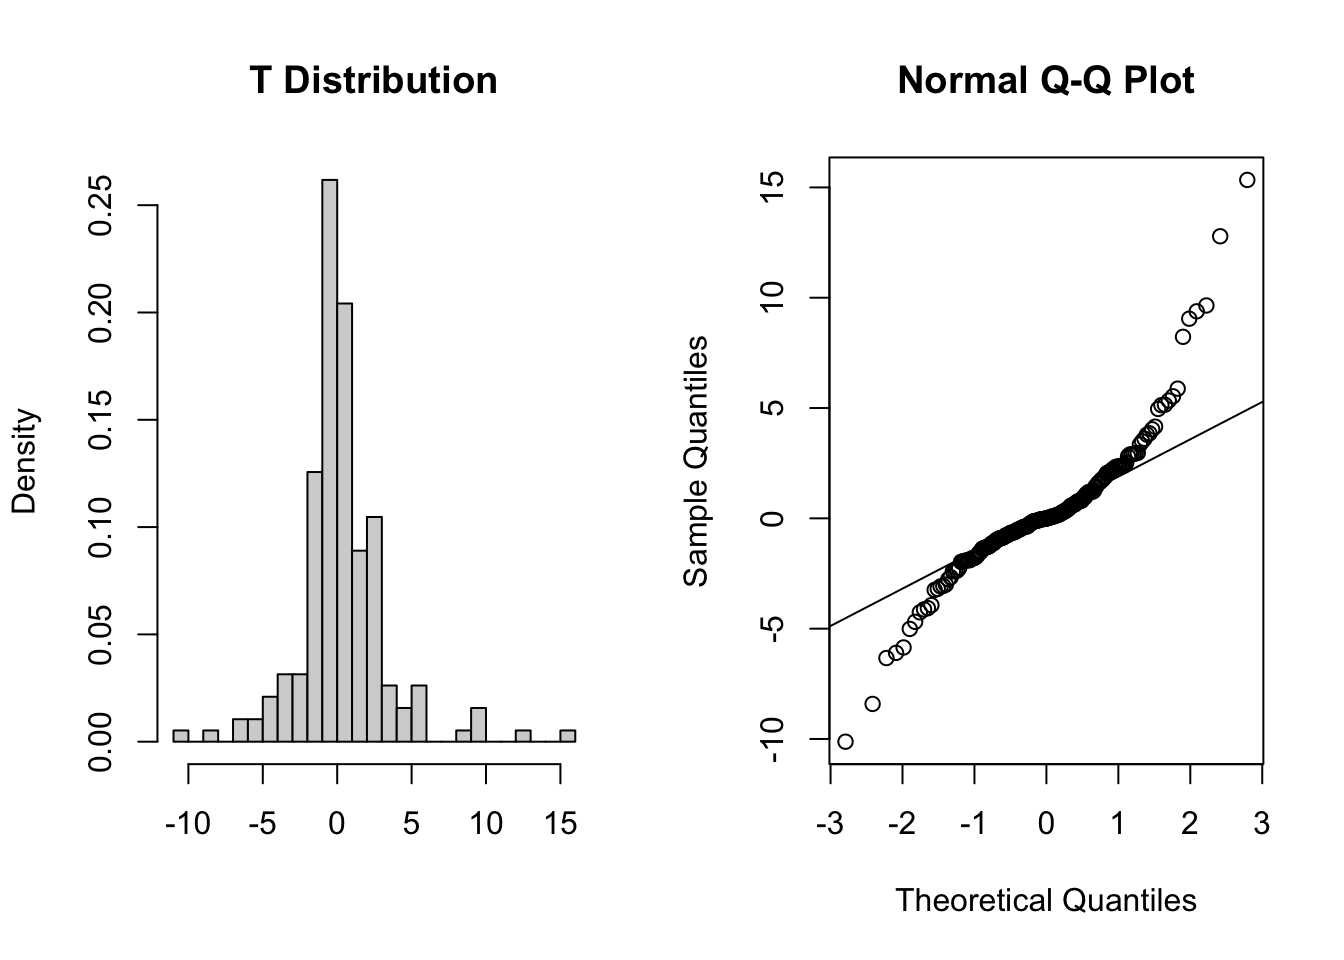 T Distribution
Density
0.00 0.05 0.10 0.15 0.20 0.25
-10 -5 0 5 10 15
Normal Q-Q Plot
Sample Quantiles
-10 -5 0 5 10 15
-3 -2 -1 0 1 2 3
Theoretical Quantiles